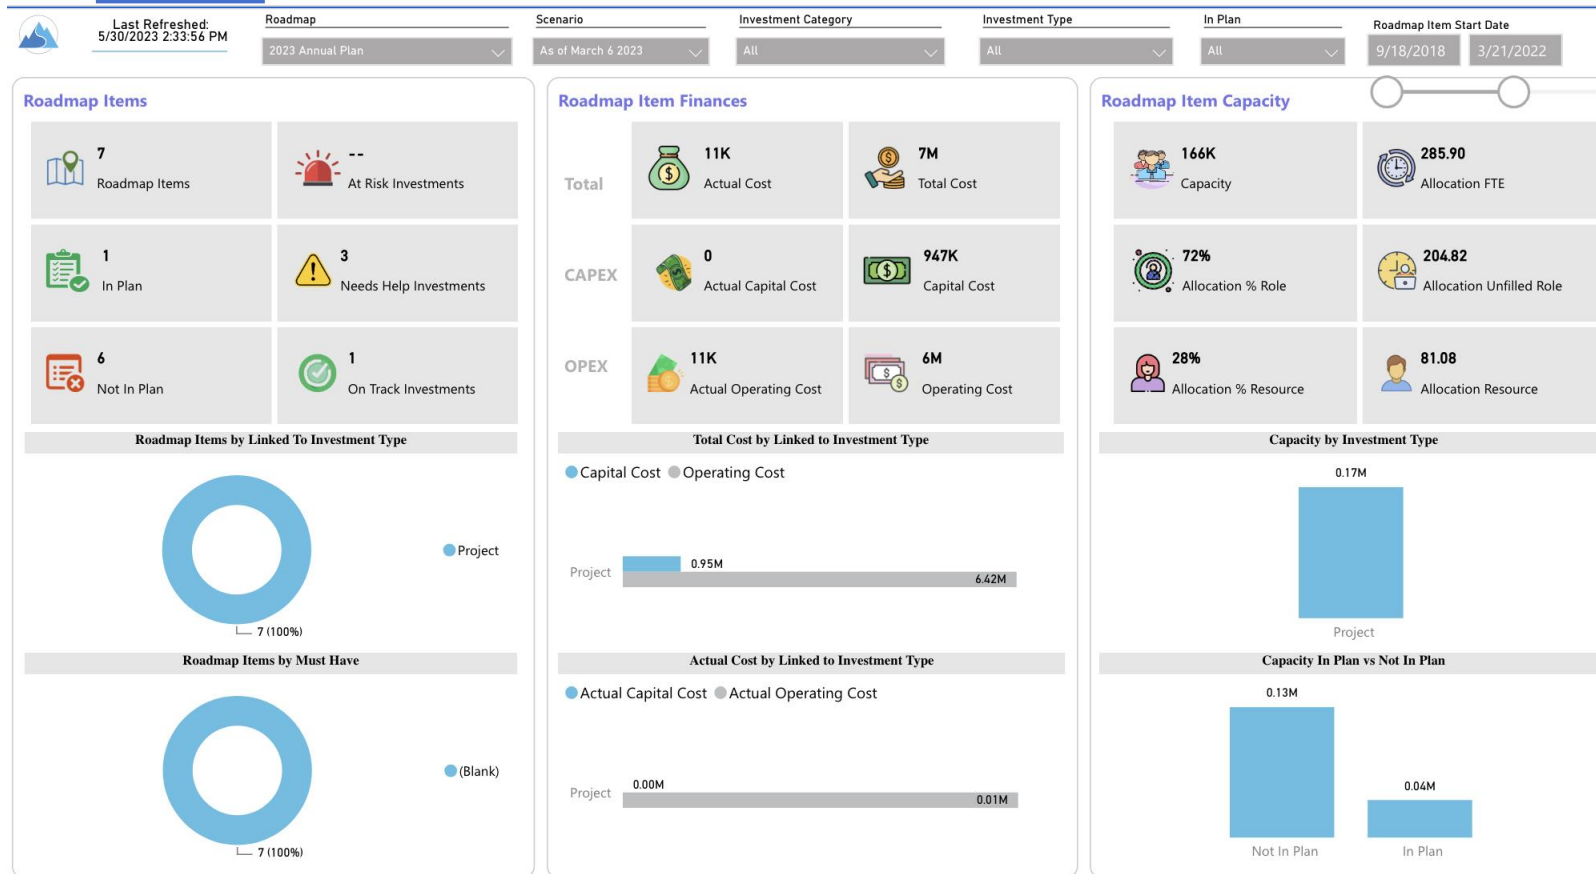 Last Refreshed:
5/30/2023 2:33:56 PM
Roadmap
2023 Annual Plan
Scenario
As of March 6 2023
Investment Category
All
Investment Type
All
In Plan
All
Roadmap Item Start Date
9/18/2018
3/21/2022
Roadmap Items
7
Roadmap Items
--
At Risk Investments
1
In Plan
3
Needs Help Investments
6
Not In Plan
1
On Track Investments
Roadmap Items by Linked To Investment Type
Project
7 (100%)
Roadmap Items by Must Have
(Blank)
7 (100%)
Roadmap Item Finances
Total
11K
Actual Cost
7M
Total Cost
CAPEX
0
Actual Capital Cost
947K
Capital Cost
OPEX
11K
Actual Operating Cost
6M
Operating Cost
Total Cost by Linked to Investment Type
Capital Cost Operating Cost
Project
0.95M
6.42M
Actual Cost by Linked to Investment Type
Actual Capital Cost Actual Operating Cost
Project
0.00M
0.01M
Roadmap Item Capacity
166K
Capacity
285.90
Allocation FTE
72%
Allocation % Role
204.82
Allocation Unfilled Role
28%
Allocation % Resource
81.08
Allocation Resource
Capacity by Investment Type
0.17M
Project
Capacity In Plan vs Not In Plan
0.13M
0.04M
Not In Plan
In Plan